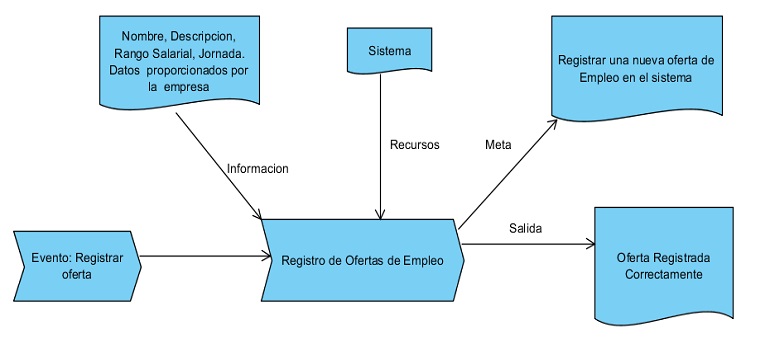 Nombre, Descripcion,
Rango Salarial, Jornada.
Datos proporcionados por
la empresa
Sistema
Registrar una nueva oferta de
Empleo en el sistema
Informacion
Recursos
Meta
Salida
Evento: Registrar
oferta
Registro de Ofertas de Empleo
Oferta Registrada
Correctamente